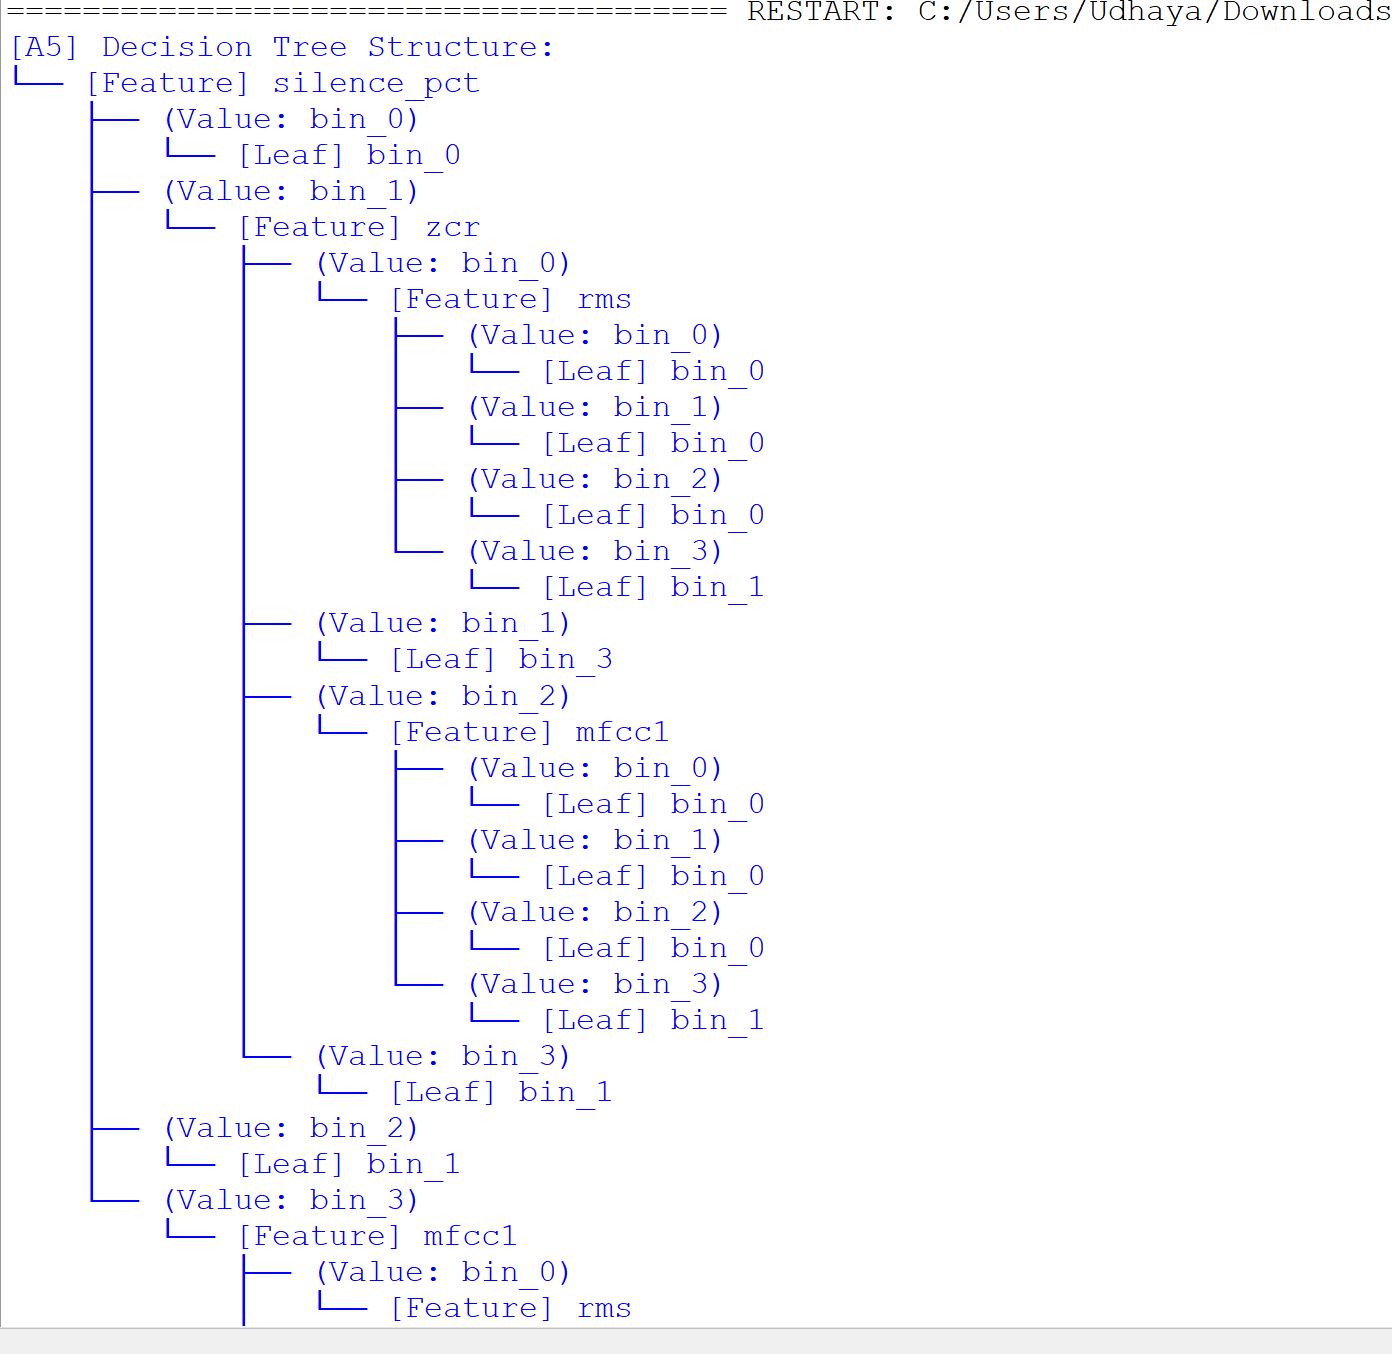 ====================================== RESTART: C:/Users/Udhaya/Downloads
[A5] Decision Tree Structure:
└── [Feature] silence_pct
    ├── (Value: bin_0)
    │   └── [Leaf] bin_0
    ├── (Value: bin_1)
    │   └── [Feature] zcr
    │       ├── (Value: bin_0)
    │       │   └── [Feature] rms
    │       │       ├── (Value: bin_0)
    │       │       │   └── [Leaf] bin_0
    │       │       ├── (Value: bin_1)
    │       │       │   └── [Leaf] bin_0
    │       │       ├── (Value: bin_2)
    │       │       │   └── [Leaf] bin_0
    │       │       └── (Value: bin_3)
    │       │           └── [Leaf] bin_1
    │       ├── (Value: bin_1)
    │       │   └── [Leaf] bin_3
    │       ├── (Value: bin_2)
    │       │   └── [Feature] mfcc1
    │       │       ├── (Value: bin_0)
    │       │       │   └── [Leaf] bin_0
    │       │       ├── (Value: bin_1)
    │       │       │   └── [Leaf] bin_0
    │       │       ├── (Value: bin_2)
    │       │       │   └── [Leaf] bin_0
    │       │       └── (Value: bin_3)
    │       │           └── [Leaf] bin_1
    │       └── (Value: bin_3)
    │           └── [Leaf] bin_1
    ├── (Value: bin_2)
    │   └── [Leaf] bin_1
    └── (Value: bin_3)
        └── [Feature] mfcc1
            ├── (Value: bin_0)
            │   └── [Feature] rms